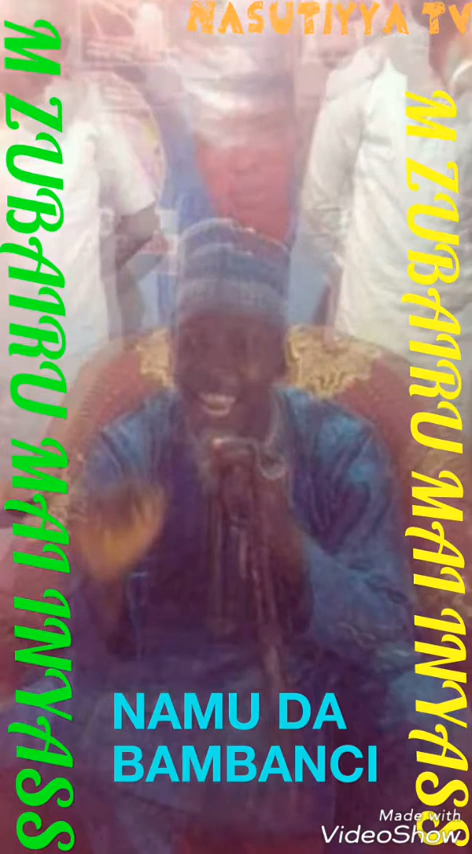 NASUTIYYA TV
M ZUBAIRU MAI INYASS
M ZUBAIRU MAI INYASS
NAMU DA
BAMBANCI
Made with
VideoShow